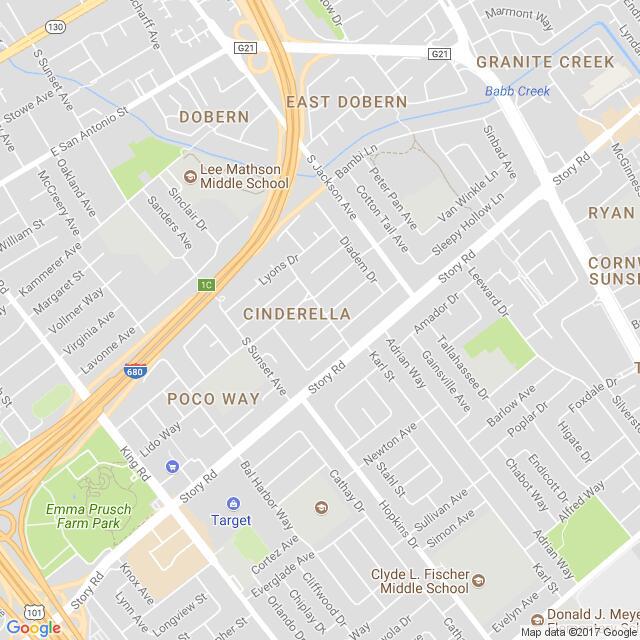 Marmont Way
130
Scharff Ave
G21
G21
GRANITE CREEK
S Sunset Ave
Stowe Ave
Babb Creek
EAST DOBERN
DOBERN
E San Antonio St
Sinbad Ave
Story Rd
S Jackson Ave
Bambi Ln
Lee Mathson
Middle School
Peter Pan Ave
Van Winkle Ln
Oakland Ave
McCreery Ave
Sinclair Dr
Sanders Ave
Cotton Tail Ave
Sleepy Hollow Ln
RYAN
William St
Kammerer Ave
Diadem Dr
Lyons Dr
Story Rd
Leeward Dr
Margaret St
1C
Vollmer Way
CINDERELLA
Amador Dr
Virginia Ave
Lavonne Ave
Adrian Way
Taliahassee Dr
S Sunset Ave
Karl St
Gainsville Ave
680
Story Rd
Barlow Ave
Foxdale Dr
POCO WAY
Poplar Dr
Higate Dr
Lido Way
Newton Ave
King Rd
Endicott Dr
Chabot Way
Stahl St
Story Rd
Bal Harbor Way
Cathay Dr
Alfred Way
Sullivan Ave
Emma Prusch
Farm Park
Target
Hopkins Dr
Simon Ave
Adrian Way
Cortez Ave
Everglade Ave
Karl St
Knox Ave
Clyde L. Fischer
Middle School
Story Rd
Cliffwood Dr
Chiplay Dr
Lynn Ave
Longview St
Orlando Dr
Evelyn Ave
101
Google
Map data ©2017 Google